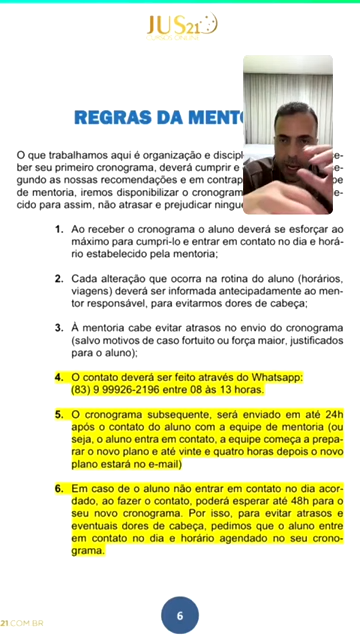 JUS21
REGRAS DA MENT
O que trabalhamos aqui é organização e discipl
ber seu primeiro cronograma, deverá cumprir e
gundo as nossas recomendações e em contrap
de mentoria, iremos disponibilizar o cronogram
cido para assim, não atrasar e prejudicar ningu
1. Ao receber o cronograma o aluno deverá se esforçar ao
máximo para cumpri-lo e entrar em contato no dia e horá-
rio estabelecido pela mentoria;
2. Cada alteração que ocorra na rotina do aluno (horários,
viagens) deverá ser informada antecipadamente ao men-
tor responsável, para evitarmos dores de cabeça;
3. À mentoria cabe evitar atrasos no envio do cronograma
(salvo motivos de caso fortuito ou força maior, justificados
para o aluno);
4. O contato deverá ser feito através do Whatsapp:
(83) 9 99926-2196 entre 08 às 13 horas.
5. O cronograma subsequente, será enviado em até 24h
após o contato do aluno com a equipe de mentoria (ou
seja, o aluno entra em contato, a equipe começa a prepa-
rar o novo plano e até vinte e quatro horas depois o novo
plano estará no e-mail)
6. Em caso de o aluno não entrar em contato no dia acor-
dado, ao fazer o contato, poderá esperar até 48h para o
seu novo cronograma. Por isso, para evitar atrasos e
eventuais dores de cabeça, pedimos que o aluno entre
em contato no dia e horário agendado no seu crono-
grama.
21.COM.BR
6